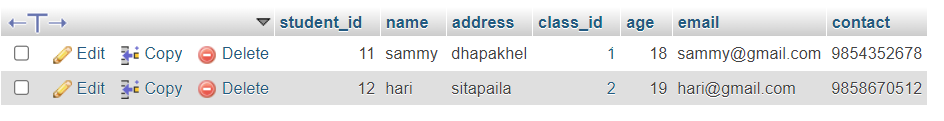 student_id name address class_id age email contact
Edit Copy Delete 11 sammy dhapakhel 1 18 sammy@gmail.com 9854352678
Edit Copy Delete 12 hari sitapaila 2 19 hari@gmail.com 9858670512